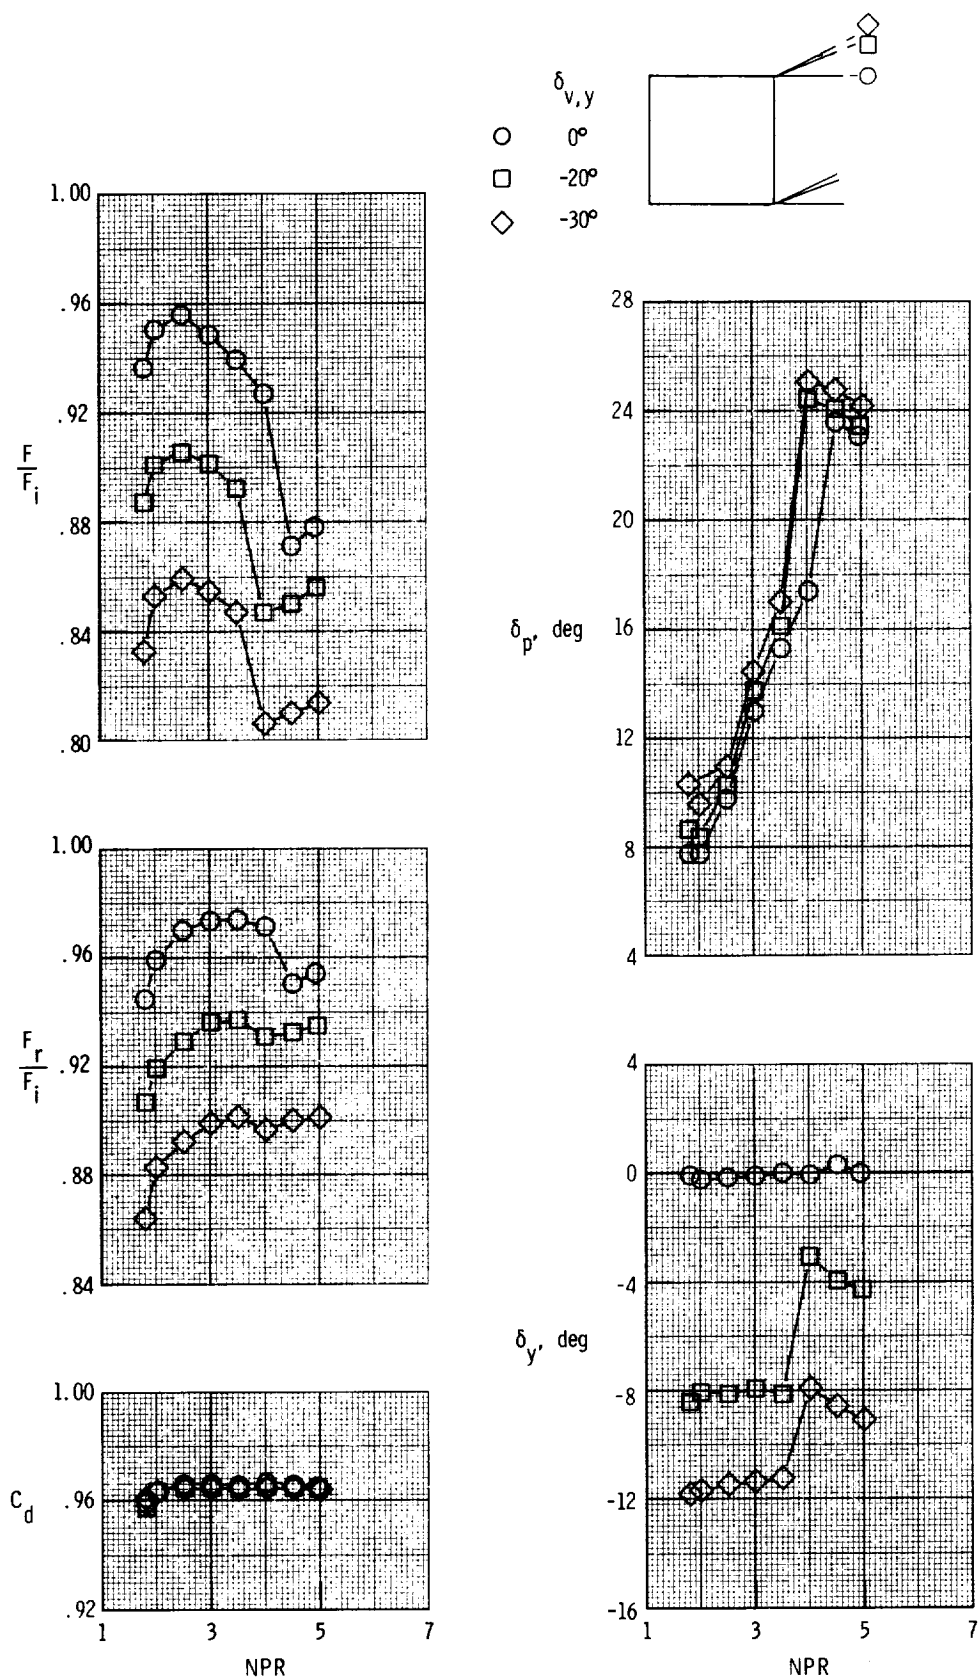 δv,y
0°
-20°
-30°
1.00
.96
.92
F/Fi
.88
.84
.80
1.00
.96
Fr/Fi .92
.88
.84
1.00
Cd .96
.92
1 3 5 7
NPR
28
24
20
δp, deg 16
12
8
4
4
0
-4
δy, deg
-8
-12
-16
1 3 5 7
NPR